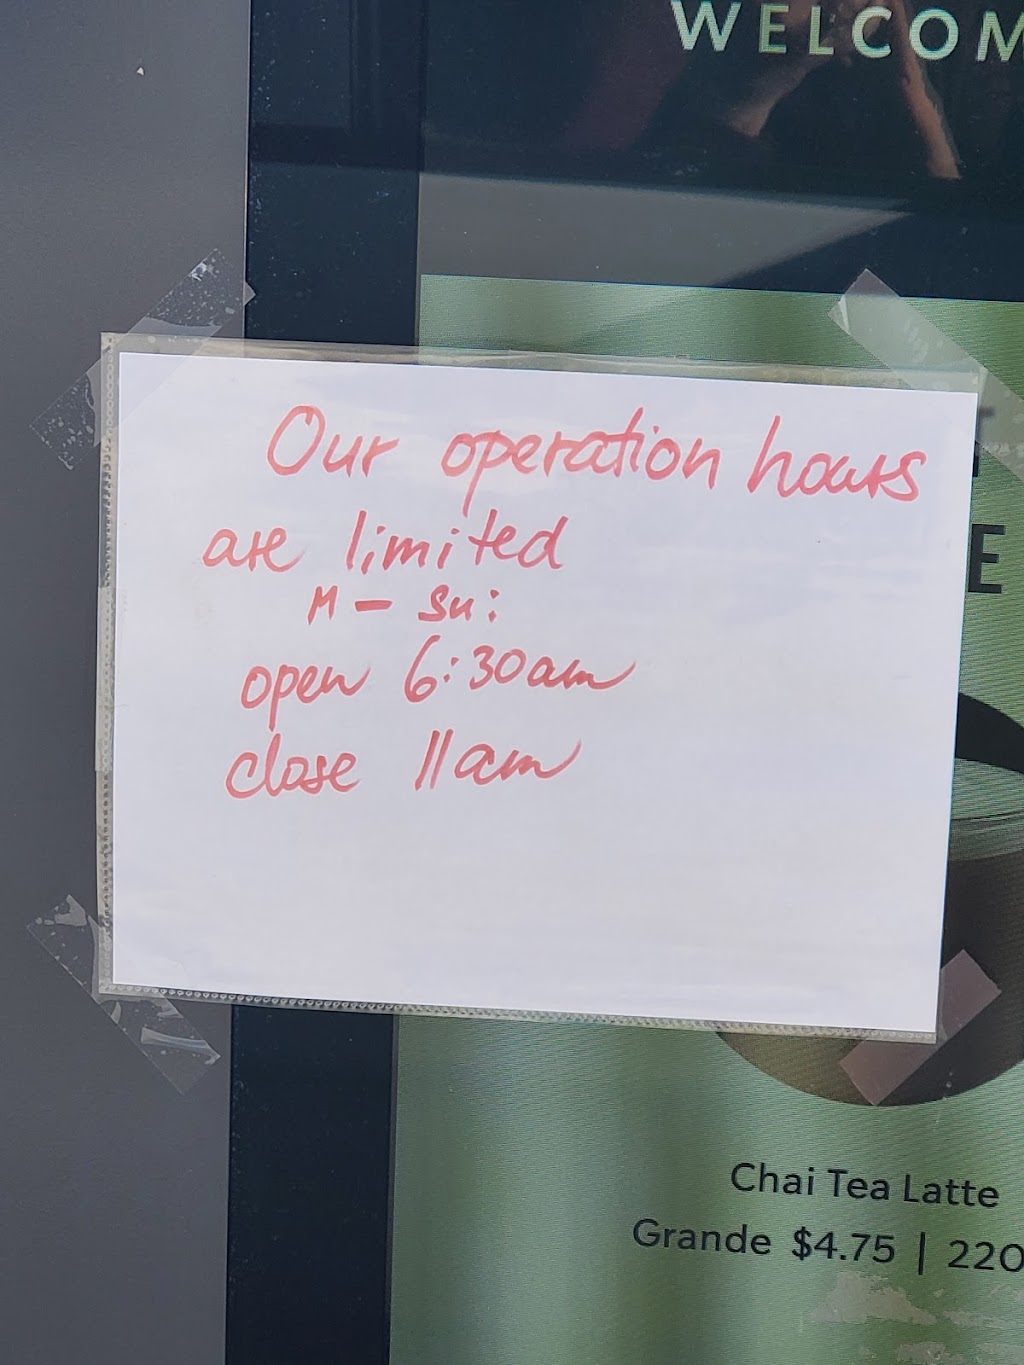 WELCOM
Our operation hours
are limited
M - Su:
open 6:30am
close 11am
E
Chai Tea Latte
Grande $4.75 | 220